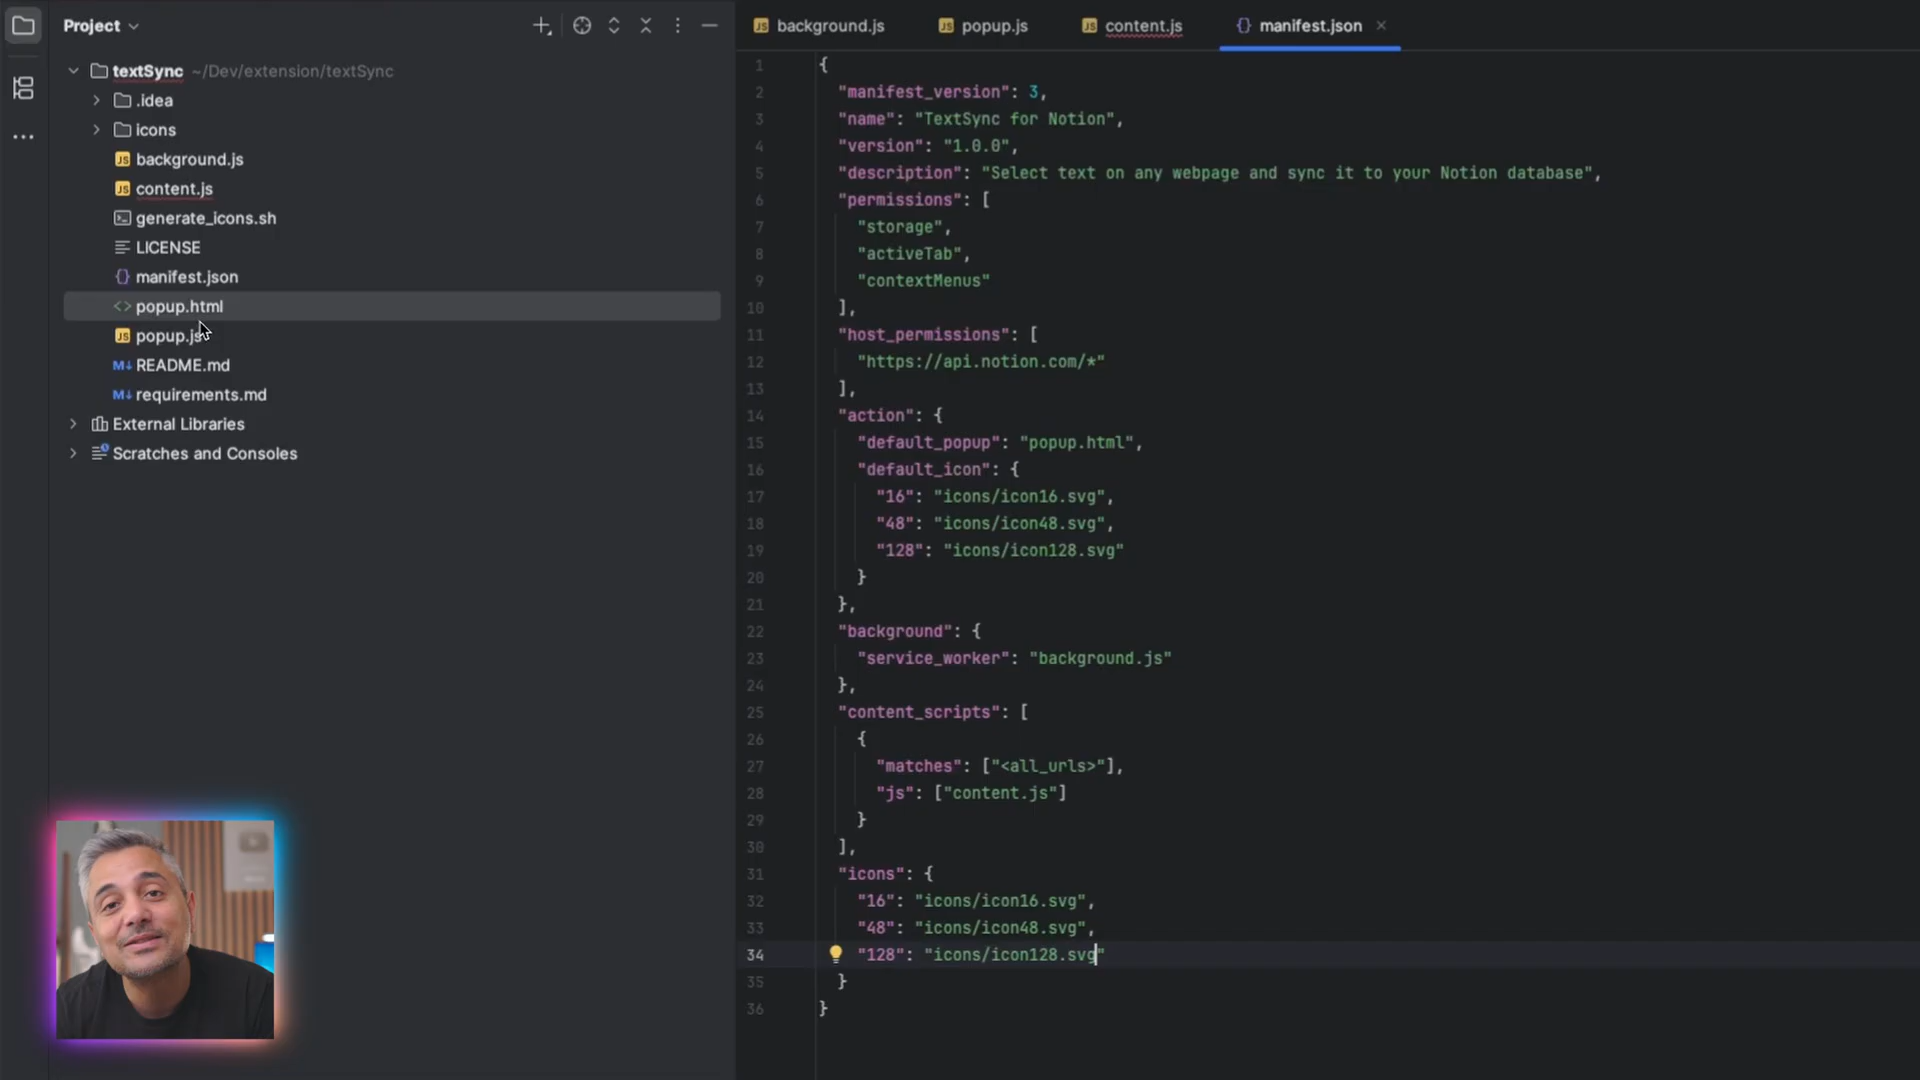 Project
textSync ~/Dev/extension/textSync
.idea
icons
background.js
content.js
generate_icons.sh
LICENSE
manifest.json
popup.html
popup.js
README.md
requirements.md
External Libraries
Scratches and Consoles
background.js popup.js content.js manifest.json
1 {
2 "manifest_version": 3,
3 "name": "TextSync for Notion",
4 "version": "1.0.0",
5 "description": "Select text on any webpage and sync it to your Notion database",
6 "permissions": [
7 "storage",
8 "activeTab",
9 "contextMenus"
10 ],
11 "host_permissions": [
12 "https://api.notion.com/*"
13 ],
14 "action": {
15 "default_popup": "popup.html",
16 "default_icon": {
17 "16": "icons/icon16.svg",
18 "48": "icons/icon48.svg",
19 "128": "icons/icon128.svg"
20 }
21 },
22 "background": {
23 "service_worker": "background.js"
24 },
25 "content_scripts": [
26 {
27 "matches": ["<all_urls>"],
28 "js": ["content.js"]
29 }
30 ],
31 "icons": {
32 "16": "icons/icon16.svg",
33 "48": "icons/icon48.svg",
34 "128": "icons/icon128.svg"
35 }
36 }